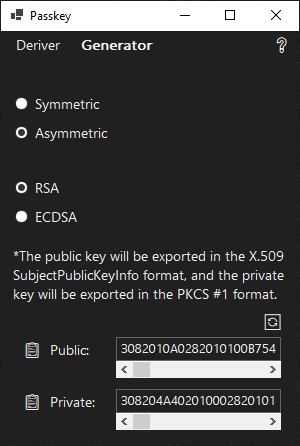 Passkey
Deriver Generator ?
Symmetric
Asymmetric
RSA
ECDSA
*The public key will be exported in the X.509
SubjectPublicKeyInfo format, and the private
key will be exported in the PKCS #1 format.
Public: 3082010A0282010100B754
Private: 308204A402010002820101